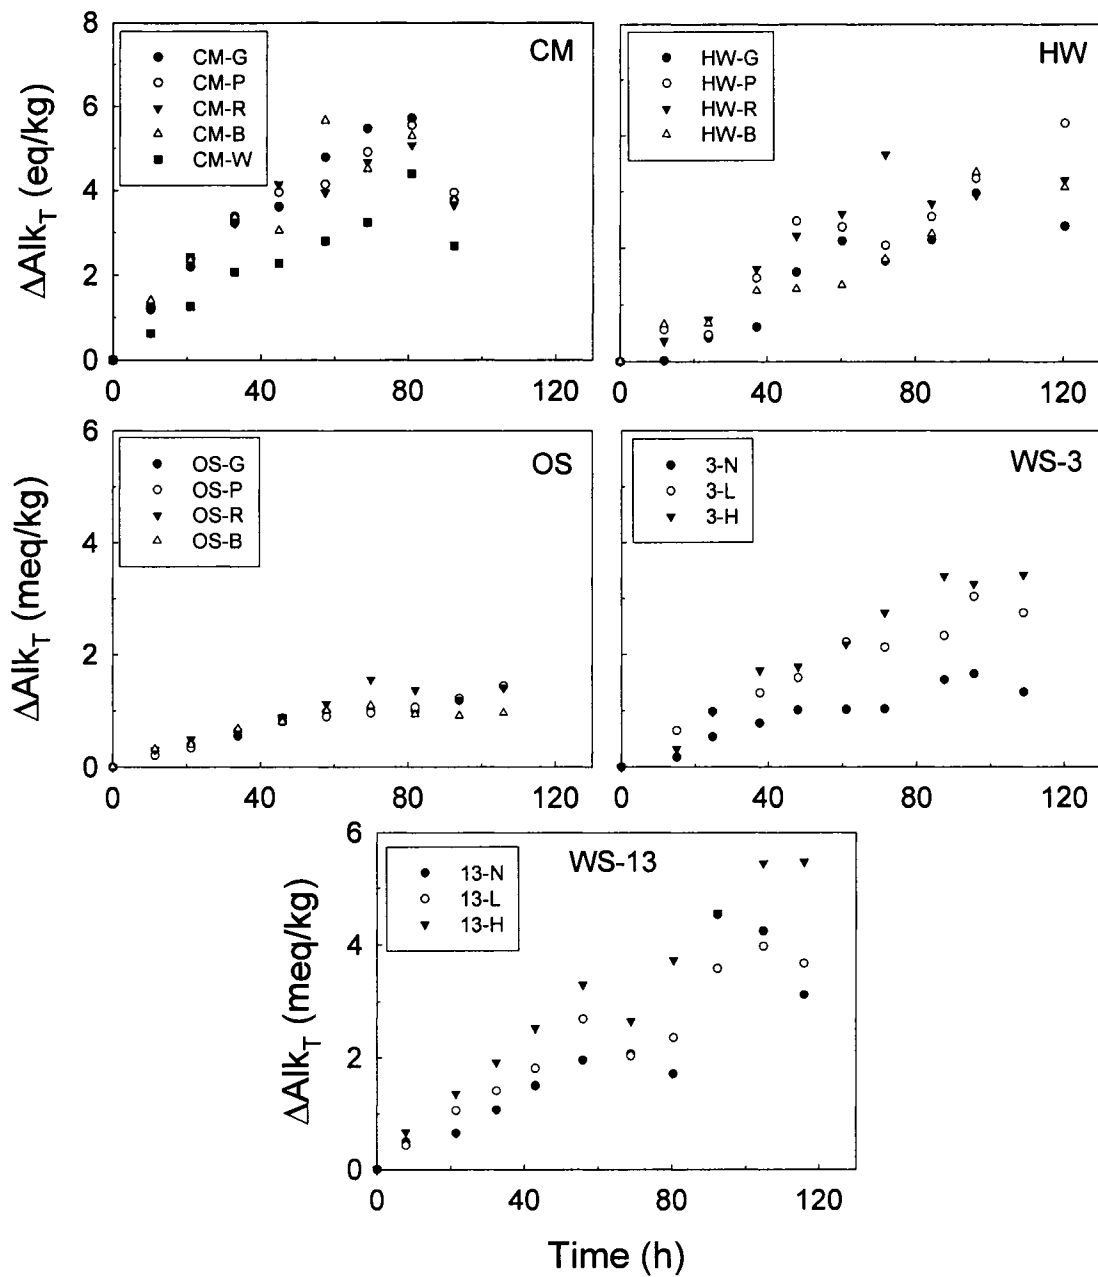 8
6
4
2
0
ΔAlk_T (eq/kg)
CM-G
CM-P
CM-R
CM-B
CM-W
CM
0 40 80 120
HW-G
HW-P
HW-R
HW-B
HW
0 40 80 120
6
4
2
0
ΔAlk_T (meq/kg)
OS-G
OS-P
OS-R
OS-B
OS
0 40 80 120
3-N
3-L
3-H
WS-3
0 40 80 120
6
4
2
0
ΔAlk_T (meq/kg)
13-N
13-L
13-H
WS-13
0 40 80 120
Time (h)